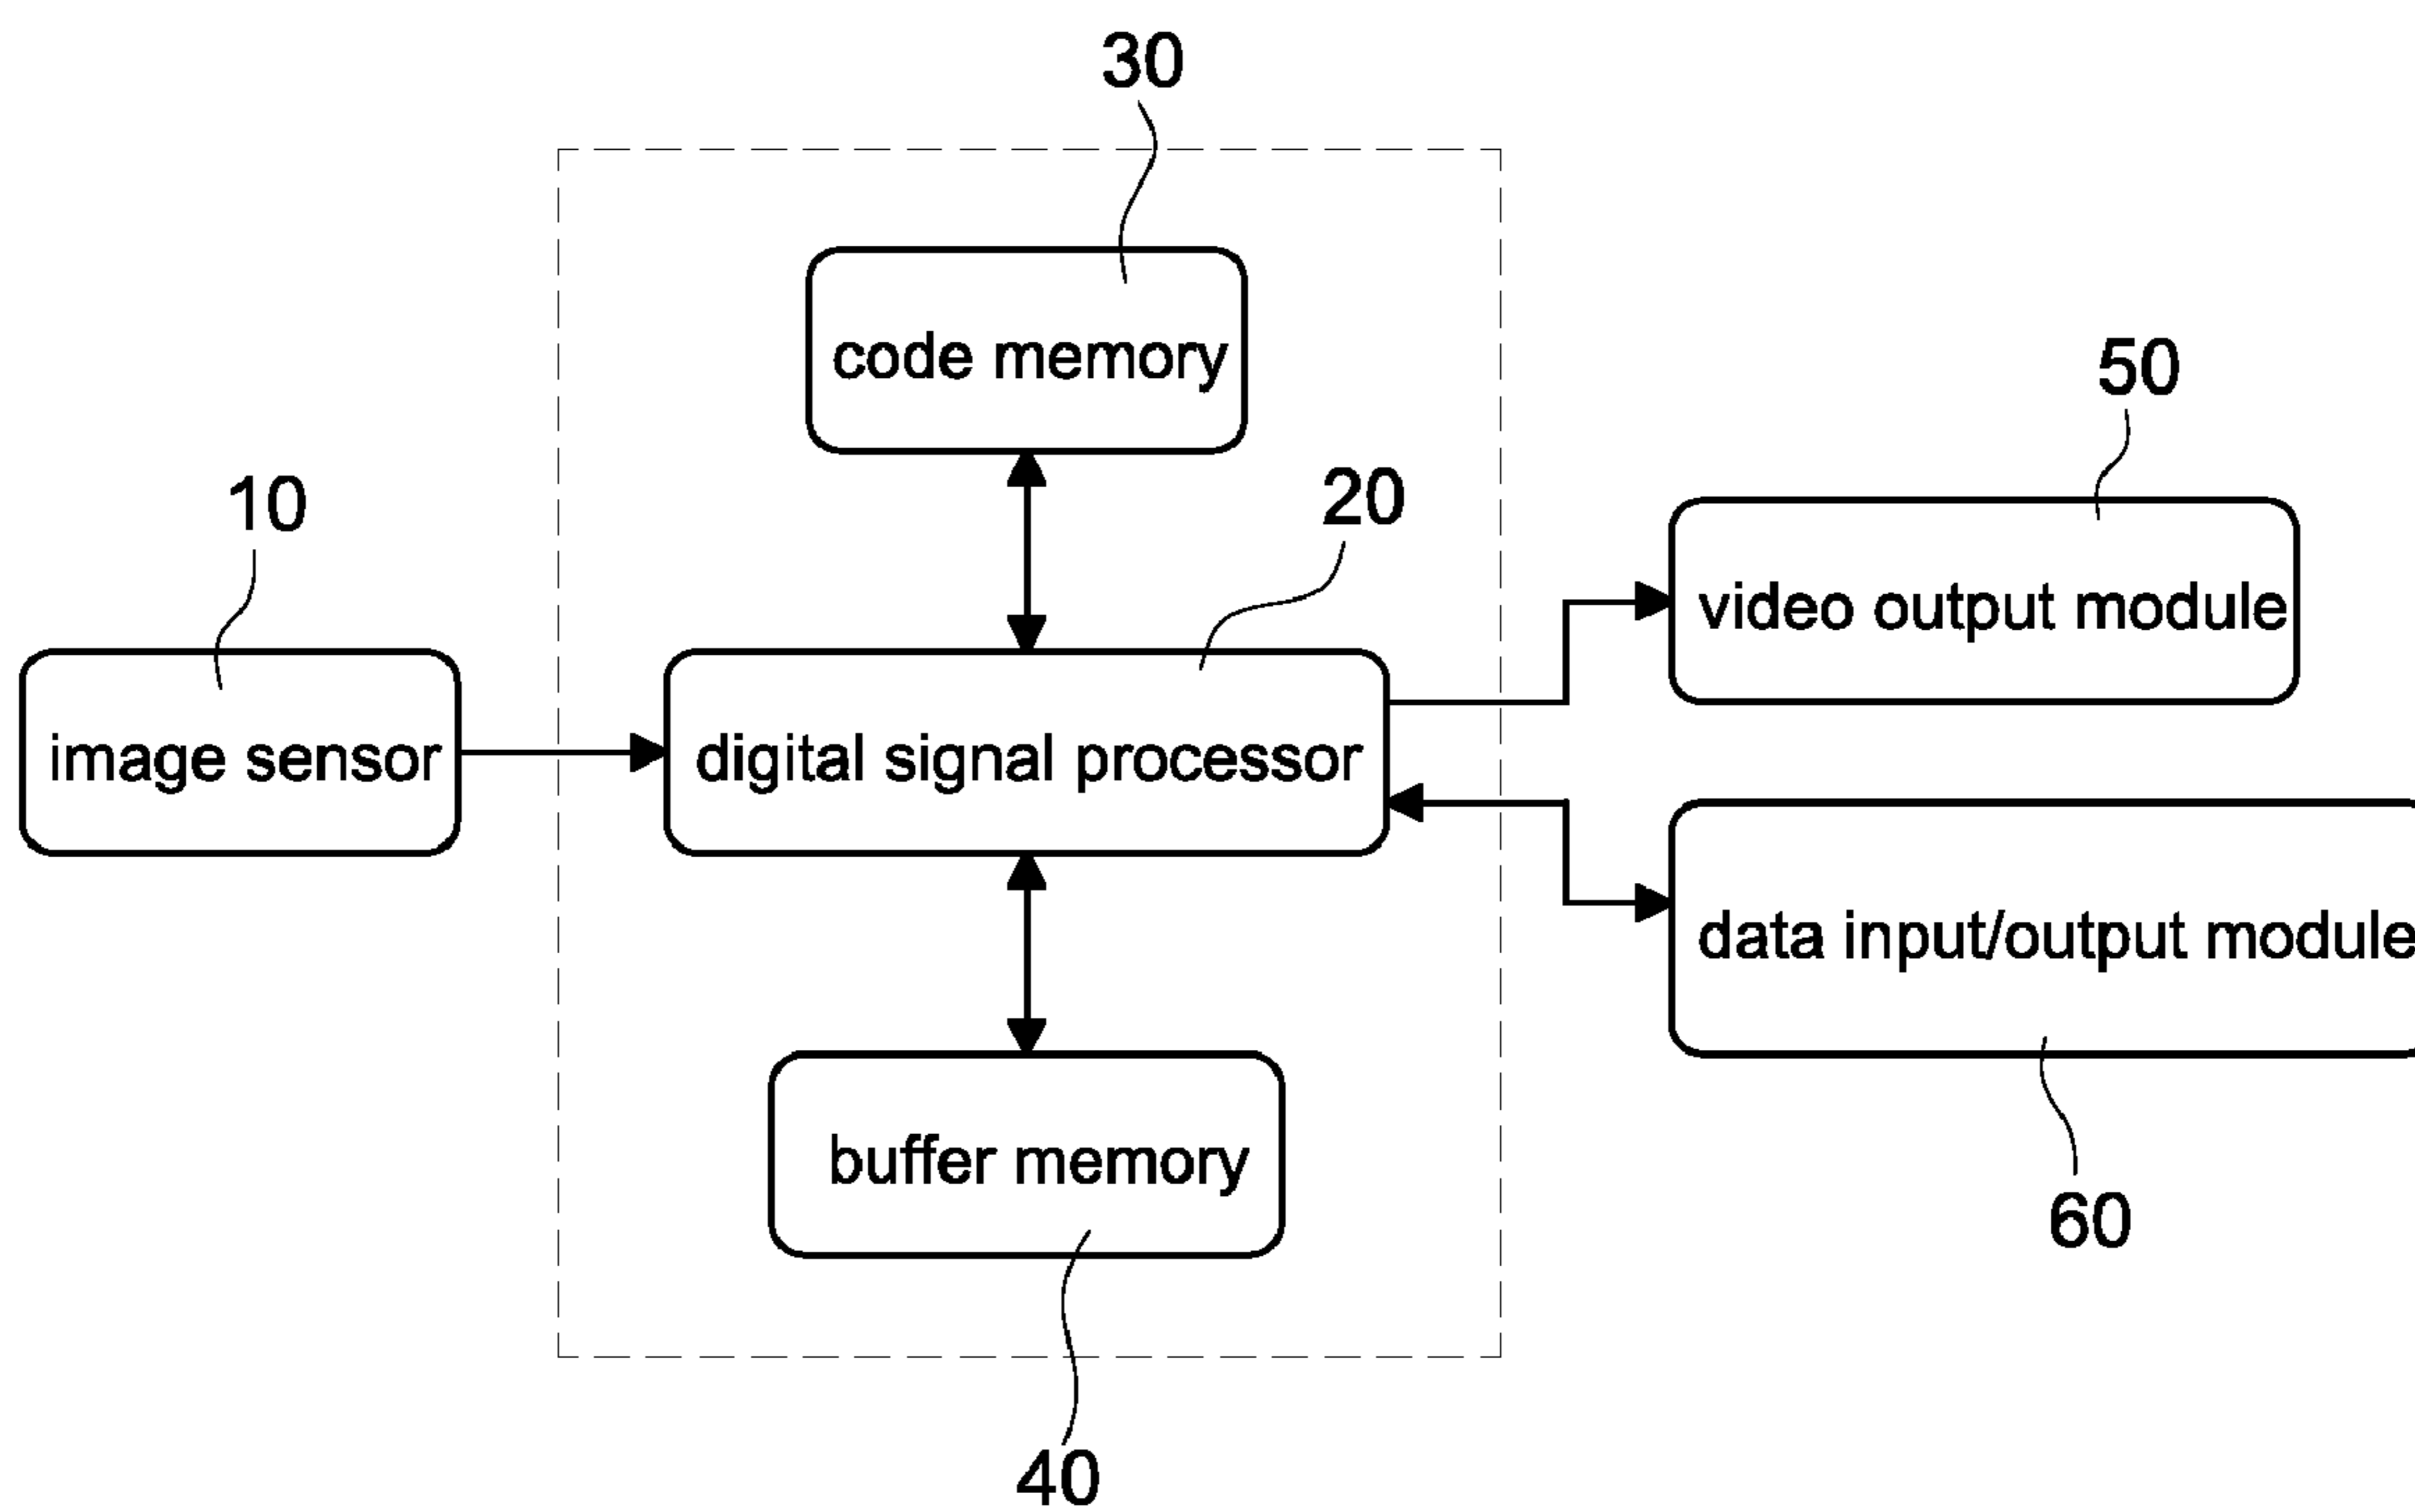 30
code memory
50
10
20
video output module
image sensor
digital signal processor
data input/output module
buffer memory
60
40